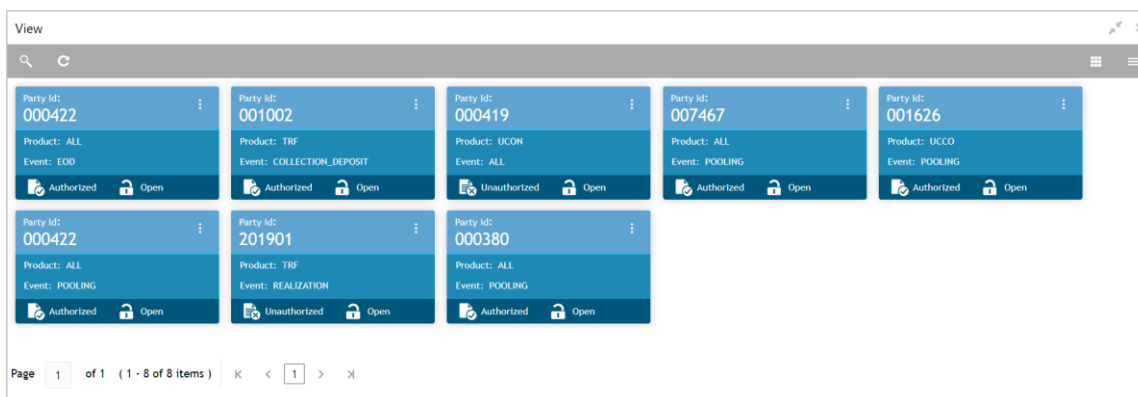 View
Party Id:
000422
Product: ALL
Event: EOD
Authorized Open
Party Id:
001002
Product: TRF
Event: COLLECTION_DEPOSIT
Authorized Open
Party Id:
000419
Product: UCON
Event: ALL
Unauthorized Open
Party Id:
007467
Product: ALL
Event: POOLING
Authorized Open
Party Id:
001626
Product: UCCO
Event: POOLING
Authorized Open
Party Id:
000422
Product: ALL
Event: POOLING
Authorized Open
Party Id:
201901
Product: TRF
Event: REALIZATION
Unauthorized Open
Party Id:
000380
Product: ALL
Event: POOLING
Authorized Open
Page 1 of 1 ( 1 - 8 of 8 items ) 1